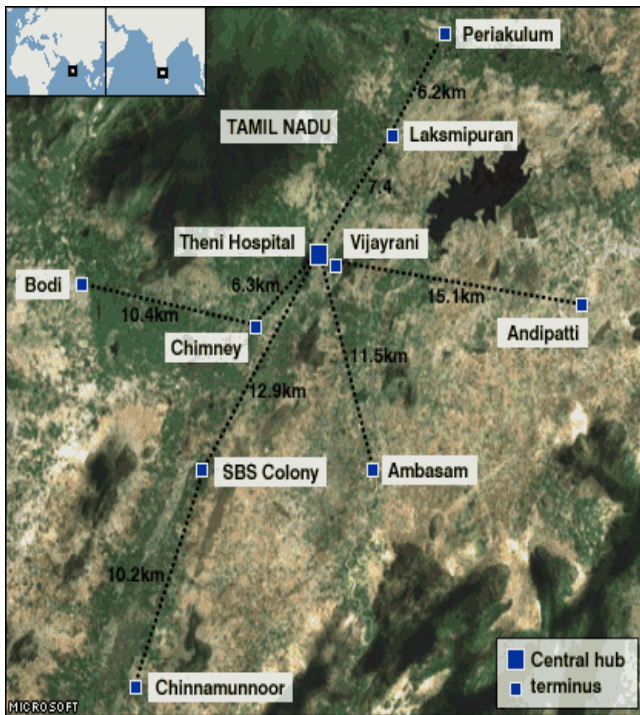 Periakulum
6.2km
TAMIL NADU
Laksmipuran
7.4
Theni Hospital
Vijayrani
Bodi
6.3km
15.1km
10.4km
Andipatti
Chimney
11.5km
12.9km
SBS Colony
Ambasam
10.2km
Central hub
Chinnamunnoor
terminus
MICROSOFT